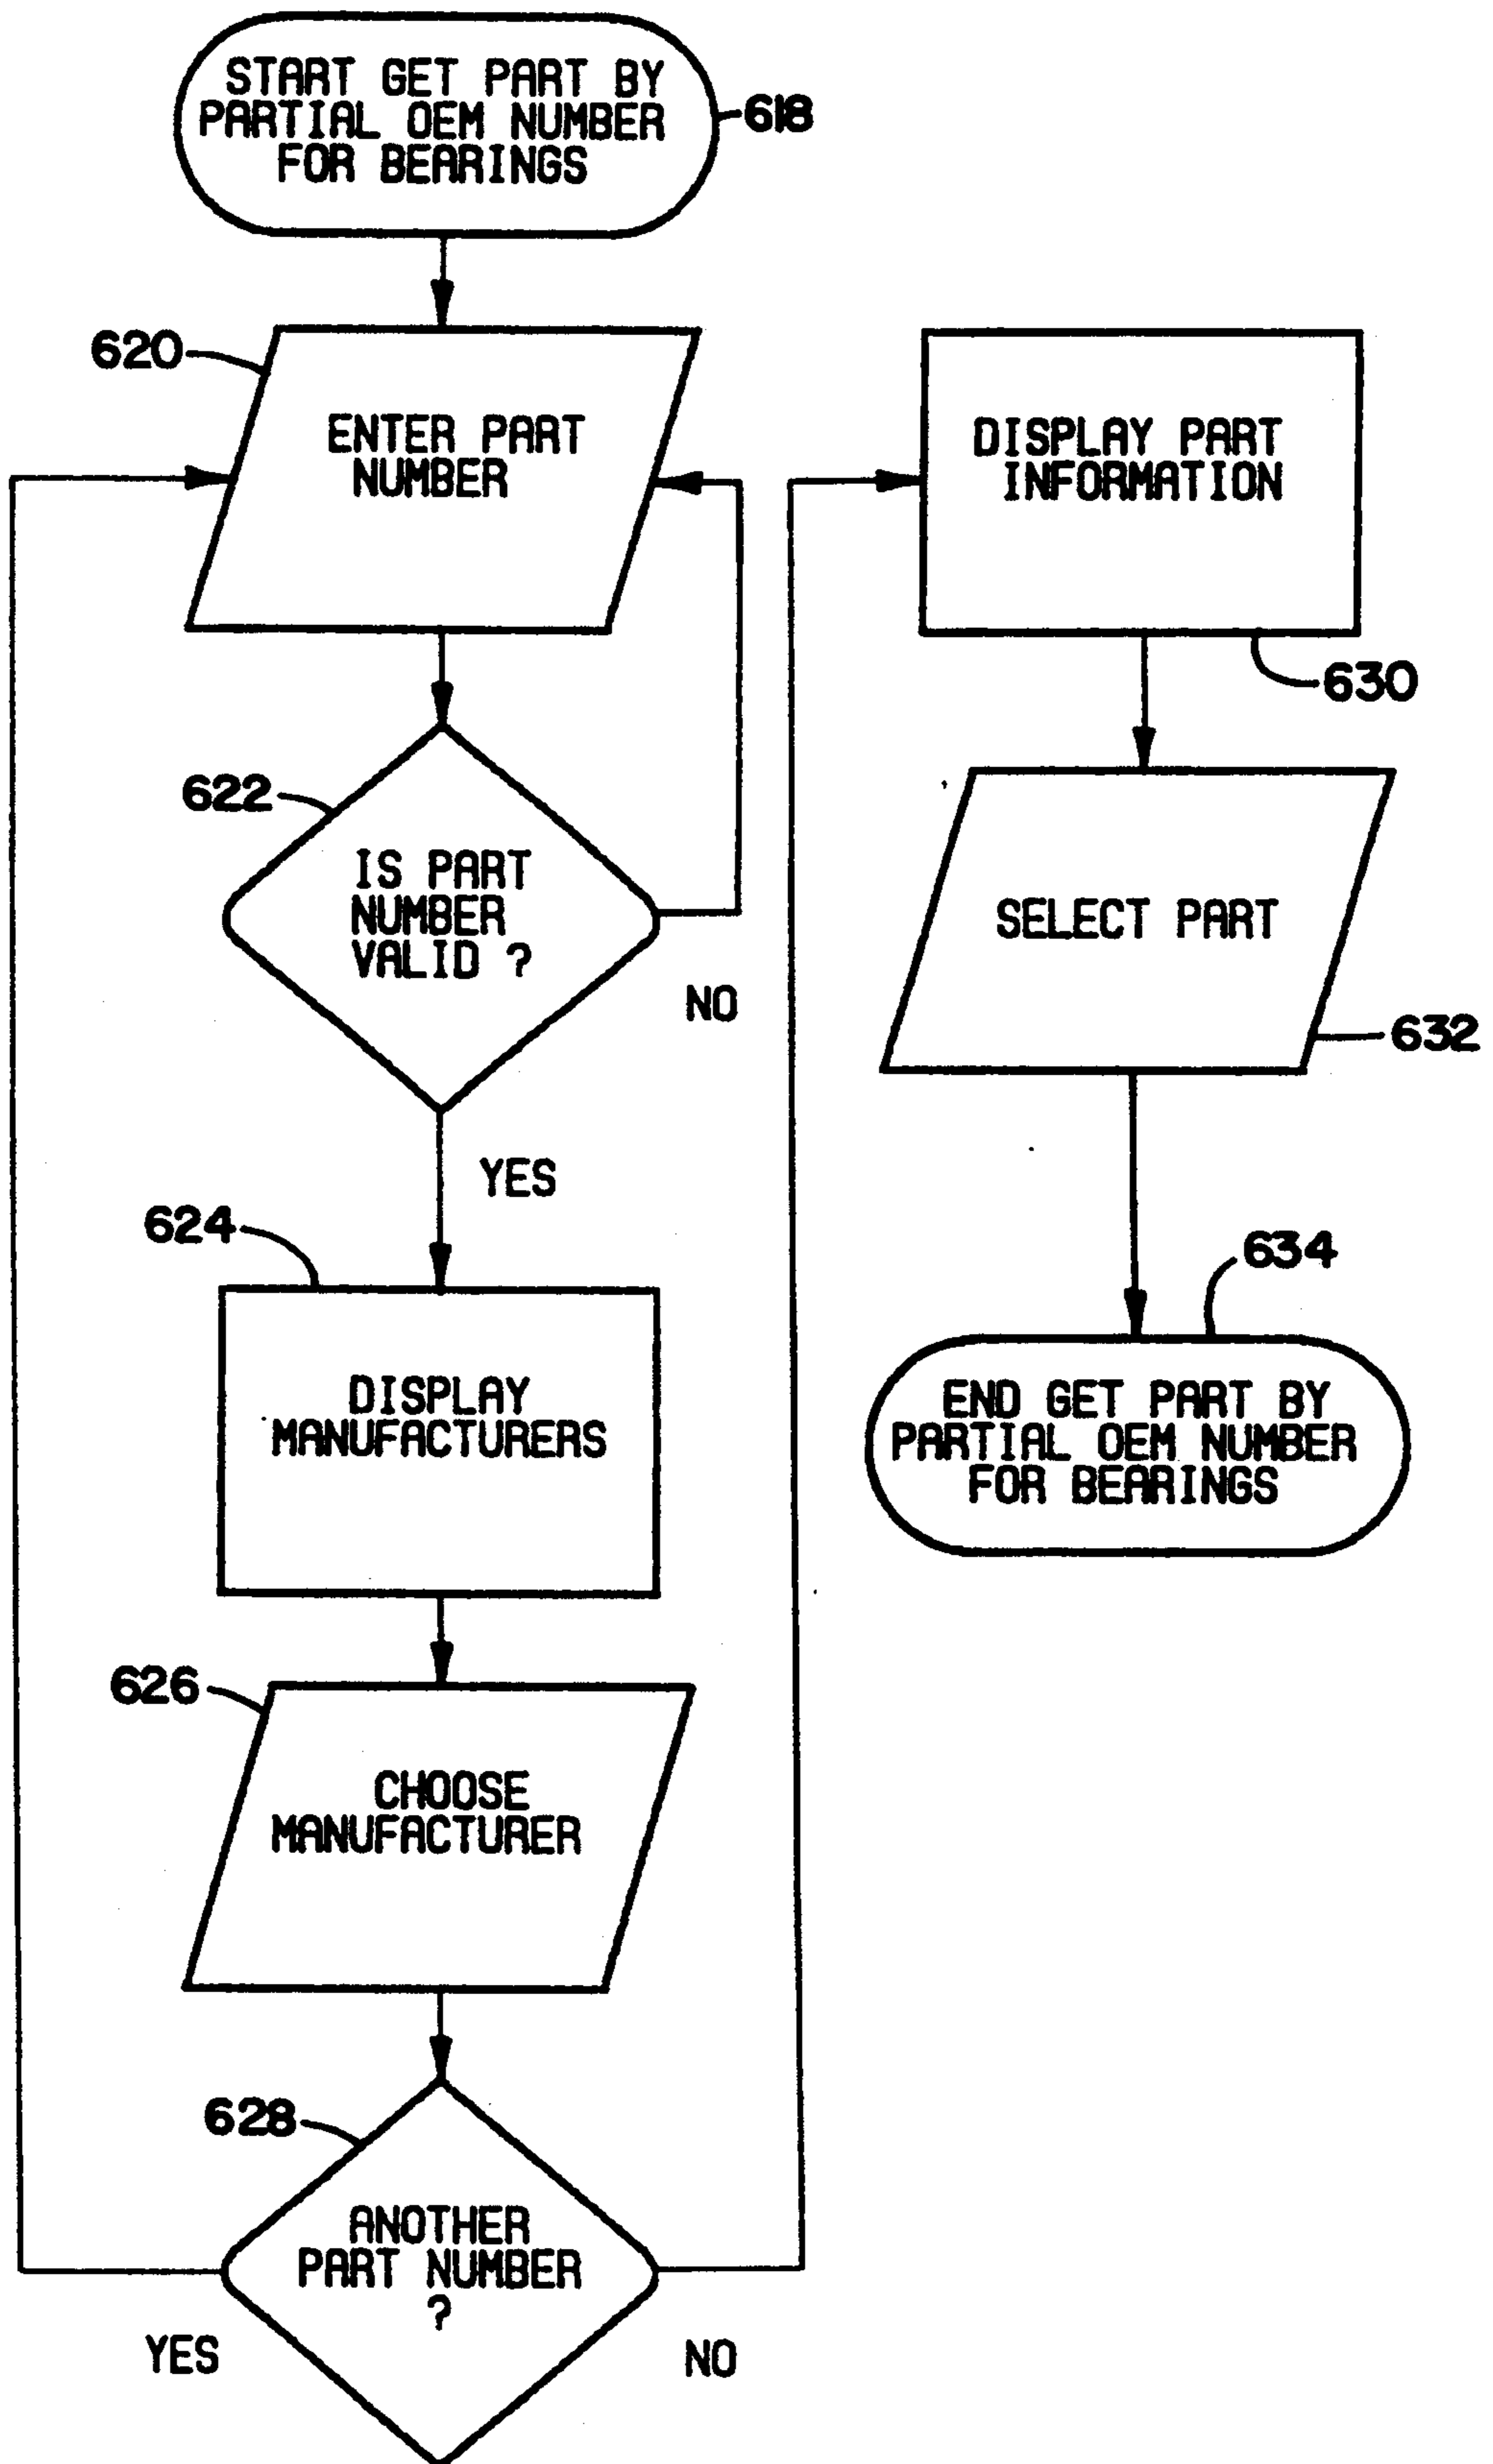 START GET PART BY
PARTIAL OEM NUMBER
FOR BEARINGS
618
620
ENTER PART
NUMBER
622
IS PART
NUMBER
VALID ?
NO
YES
624
DISPLAY
MANUFACTURERS
626
CHOOSE
MANUFACTURER
628
ANOTHER
PART NUMBER
?
YES
NO
DISPLAY PART
INFORMATION
630
SELECT PART
632
634
END GET PART BY
PARTIAL OEM NUMBER
FOR BEARINGS